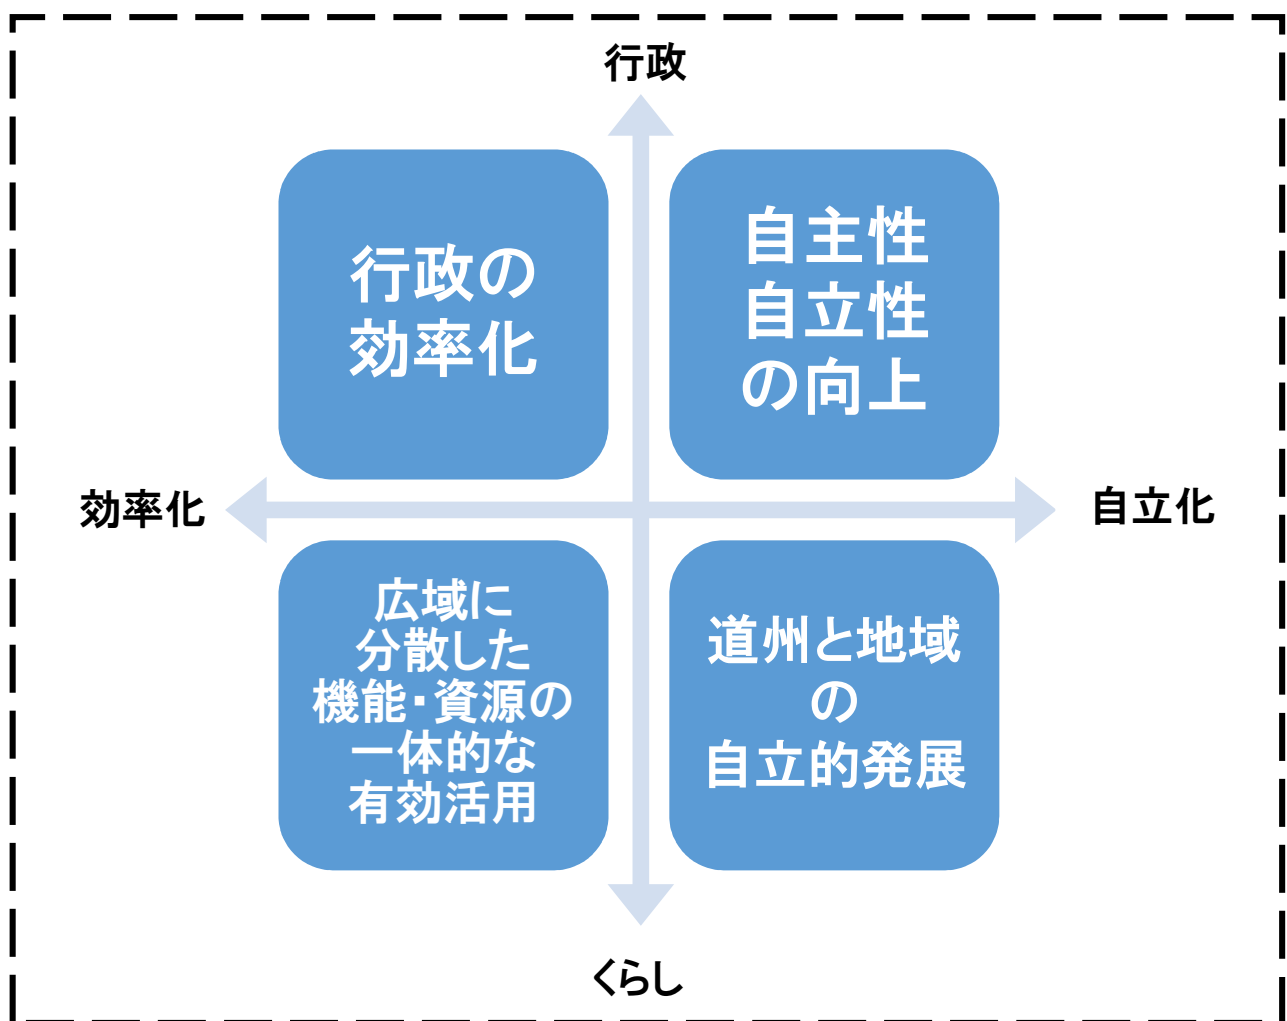 行政
行政の
効率化
自主性
自立性
の向上
効率化
自立化
広域に
分散した
機能・資源の
一体的な
有効活用
道州と地域
の
自立的発展
くらし